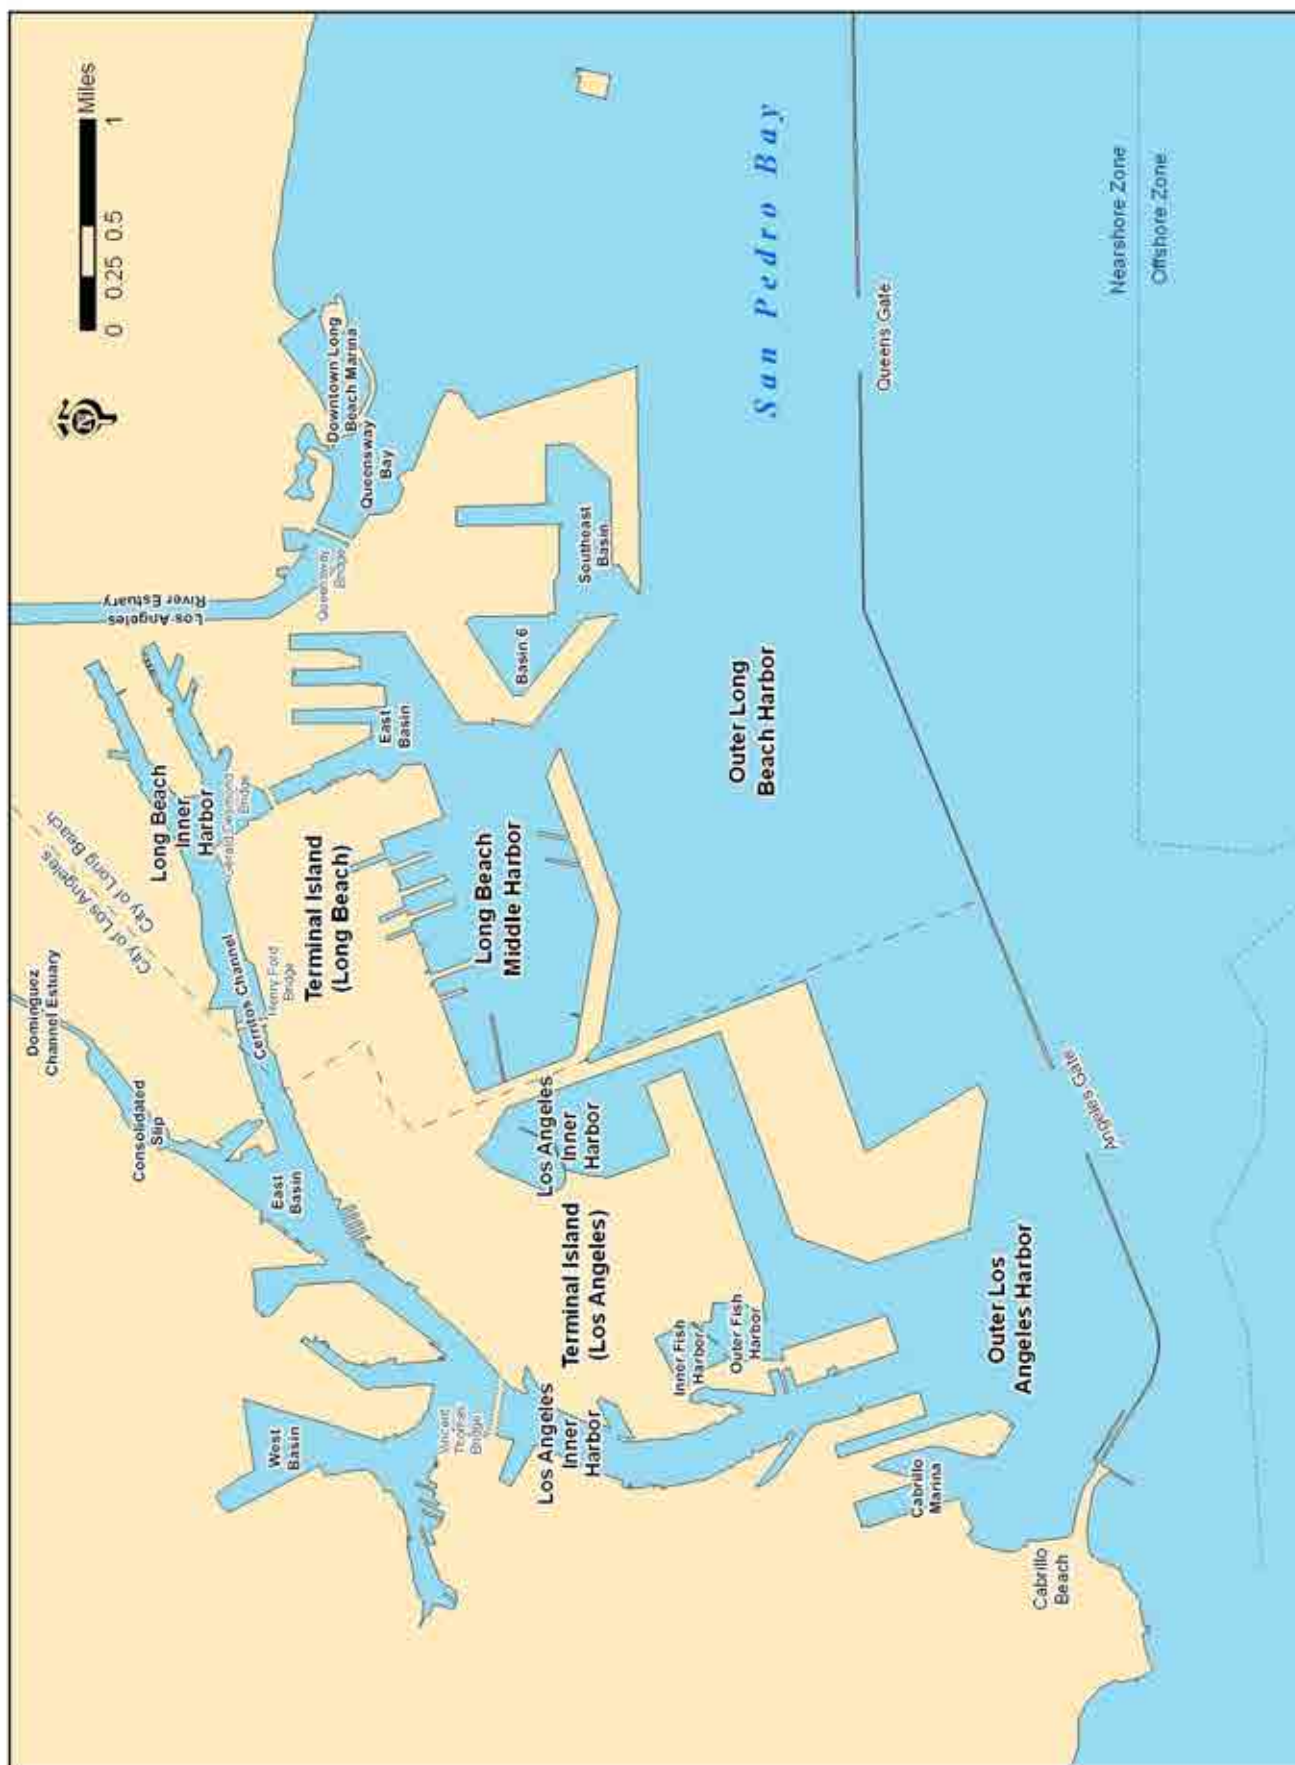 Dominguez
Channel Estuary
Consolidated
Slip
City of Los Angeles
City of Long Beach
Long Beach
Inner
Harbor
Los Angeles
River Estuary
N
0 0.25 0.5 1 Miles
Gerald Desmond
Bridge
Cerritos Channel
Henry Ford
Bridge
Terminal Island
(Long Beach)
East
Basin
Queensway
Bridge
Queensway
Bay
Downtown Long
Beach Marina
West
Basin
East
Basin
Vincent
Thomas
Bridge
Los Angeles
Inner
Harbor
Terminal Island
(Los Angeles)
Los Angeles
Inner
Harbor
Long Beach
Middle Harbor
Basin 6
Southeast
Basin
Inner Fish
Harbor
Outer Fish
Harbor
Outer Long
Beach Harbor
San Pedro Bay
Cabrillo
Marina
Outer Los
Angeles Harbor
Queens Gate
Cabrillo
Beach
Angeles Gate
Nearshore Zone
Offshore Zone